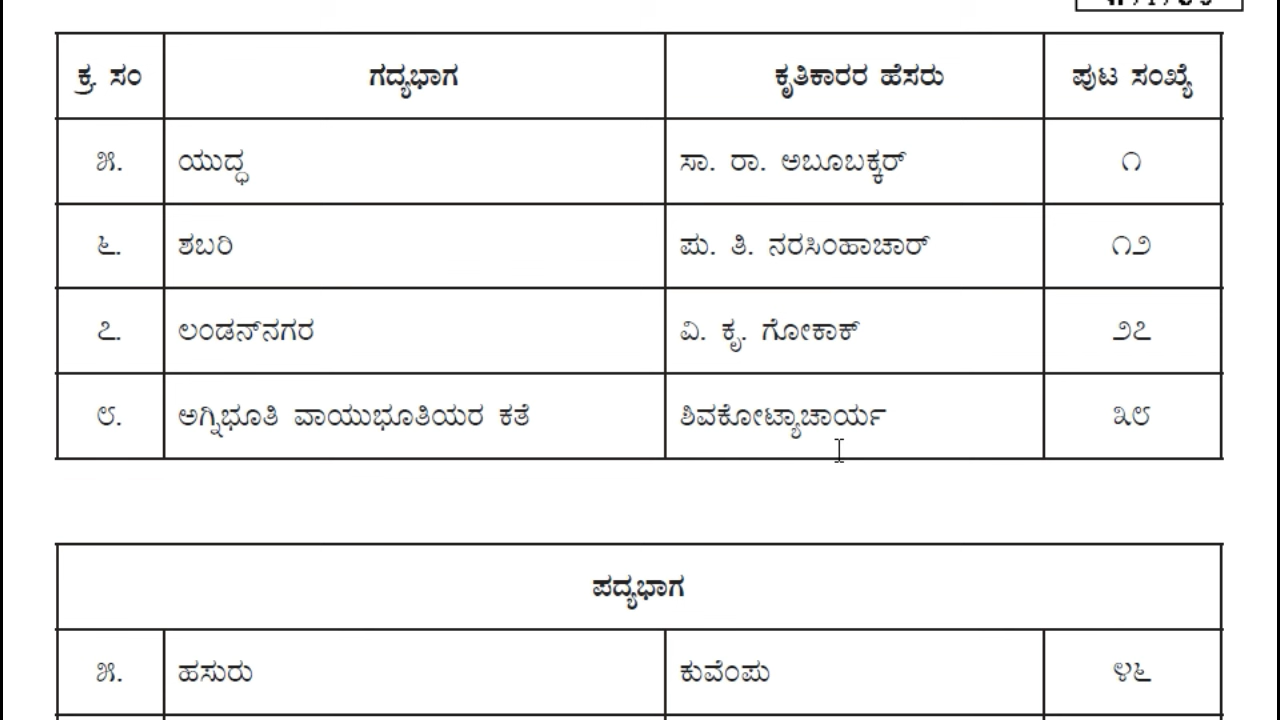 ಕ್ರ. ಸಂ ಗದ್ಯಭಾಗ ಕೃತಿಕಾರರ ಹೆಸರು ಪುಟ ಸಂಖ್ಯೆ
೫. ಯುದ್ಧ ಸಾ. ರಾ. ಅಬೂಬಕ್ಕರ್ ೧
೬. ಶಬರಿ ಪು. ತಿ. ನರಸಿಂಹಾಚಾರ್ ೧೨
೭. ಲಂಡನ್‌ನಗರ ವಿ. ಕೃ. ಗೋಕಾಕ್ ೨೭
೮. ಅಗ್ನಿಭೂತಿ ವಾಯುಭೂತಿಯರ ಕತೆ ಶಿವಕೋಟ್ಯಾಚಾರ್ಯ ೩೮
ಪದ್ಯಭಾಗ
೫. ಹಸುರು ಕುವೆಂಪು ೪೬